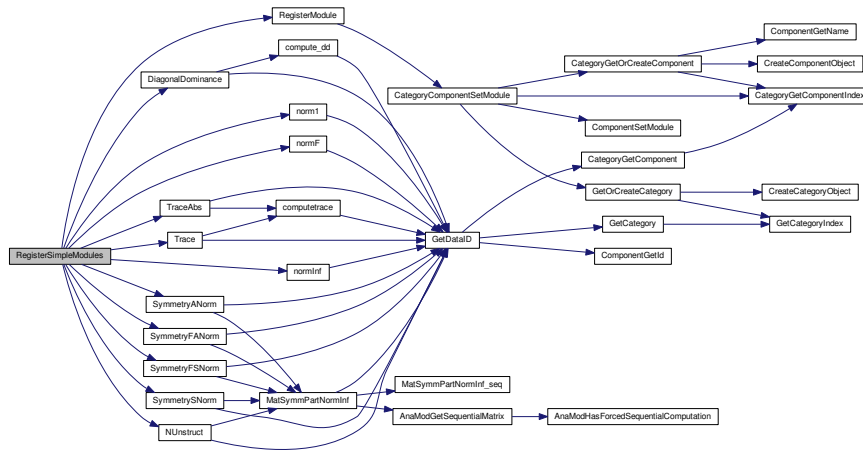 RegisterModule
ComponentGetName
compute_dd
CategoryGetOrCreateComponent
CreateComponentObject
DiagonalDominance
CategoryComponentSetModule
CategoryGetComponentIndex
norm1
ComponentSetModule
normF
CategoryGetComponent
GetOrCreateCategory
CreateCategoryObject
TraceAbs
computetrace
GetCategory
GetCategoryIndex
Trace
GetDataID
RegisterSimpleModules
ComponentGetId
normInf
SymmetryANorm
SymmetryFANorm
SymmetryFSNorm
MatSymmPartNormInf_seq
SymmetrySNorm
MatSymmPartNormInf
AnaModGetSequentialMatrix
AnaModHasForcedSequentialComputation
NUnstruct